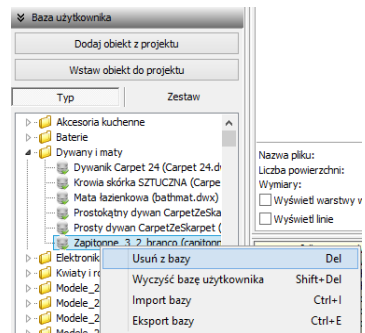 Baza użytkownika
Dodaj obiekt z projektu
Wstaw obiekt do projektu
Typ
Zestaw
Akcesoria kuchenne
Baterie
Dywany i maty
Dywanik Carpet 24 (Carpet 24.d
Krowia skórka SZTUCZNA (Carpe
Mata łazienkowa (bathmat.dwx)
Prostokątny dywan CarpetZeSka
Prosty dywan CarpetZeSkarpet (
Zapitonne_3_2_branco (capitonn
Elektronik
Kwiaty i ro
Modele_2
Modele_2
Modele_2
Usuń z bazy Del
Wyczyść bazę użytkownika Shift+Del
Import bazy Ctrl+I
Eksport bazy Ctrl+E
Nazwa pliku:
Liczba powierzchni:
Wymiary:
Wyświetl warstwy w
Wyświetl linie